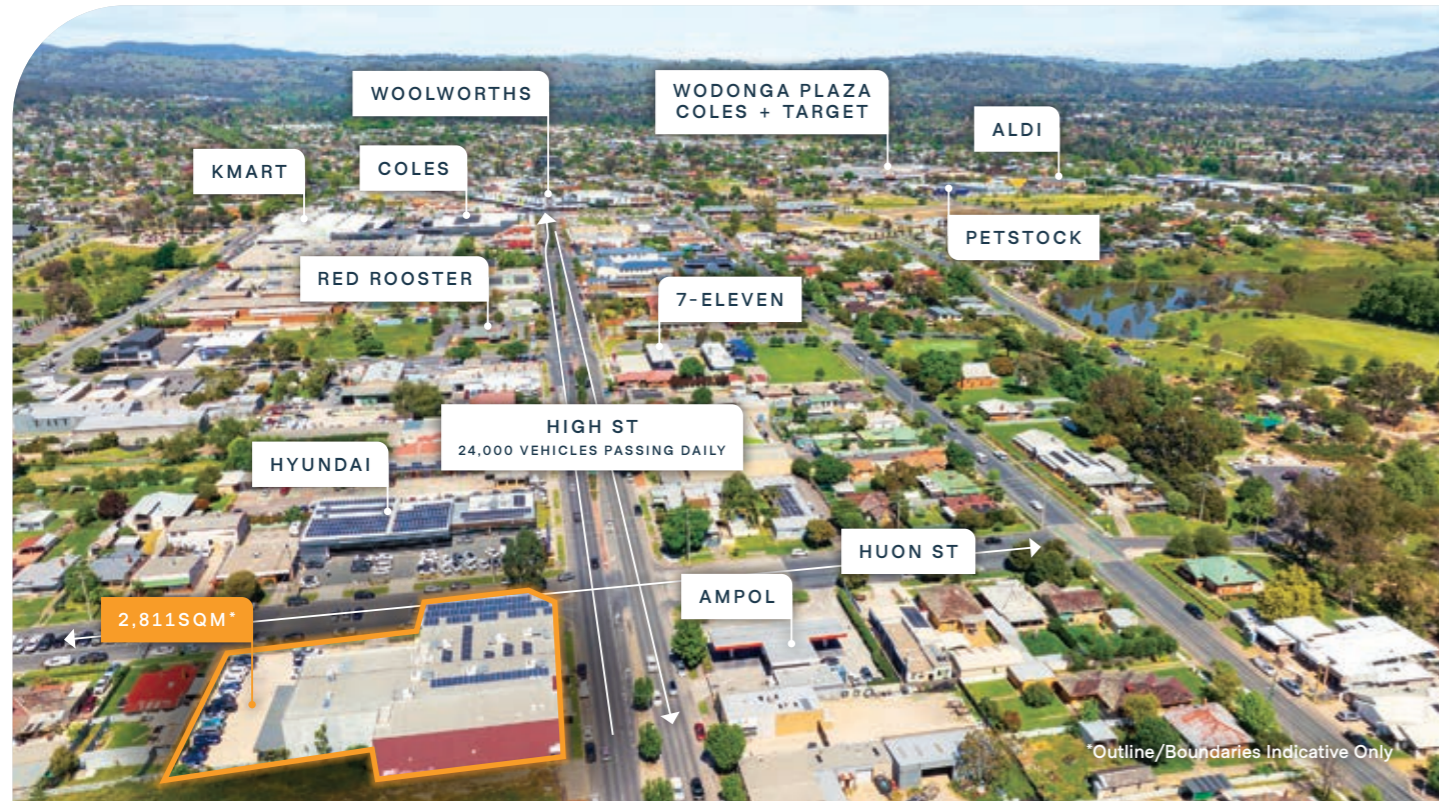 WOOLWORTHS
WODONGA PLAZA
COLES + TARGET
ALDI
KMART
COLES
PETSTOCK
RED ROOSTER
7-ELEVEN
HIGH ST
24,000 VEHICLES PASSING DAILY
HYUNDAI
HUON ST
AMPOL
2,811SQM*
*Outline/Boundaries Indicative Only